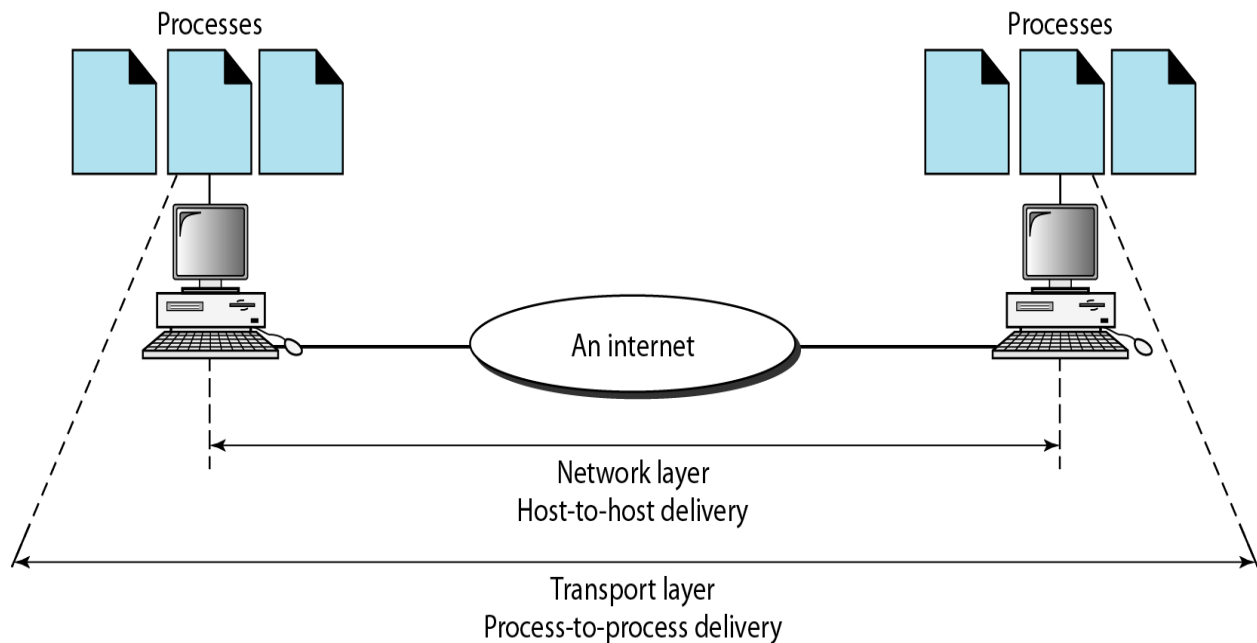 Processes
Processes
An internet
Network layer
Host-to-host delivery
Transport layer
Process-to-process delivery